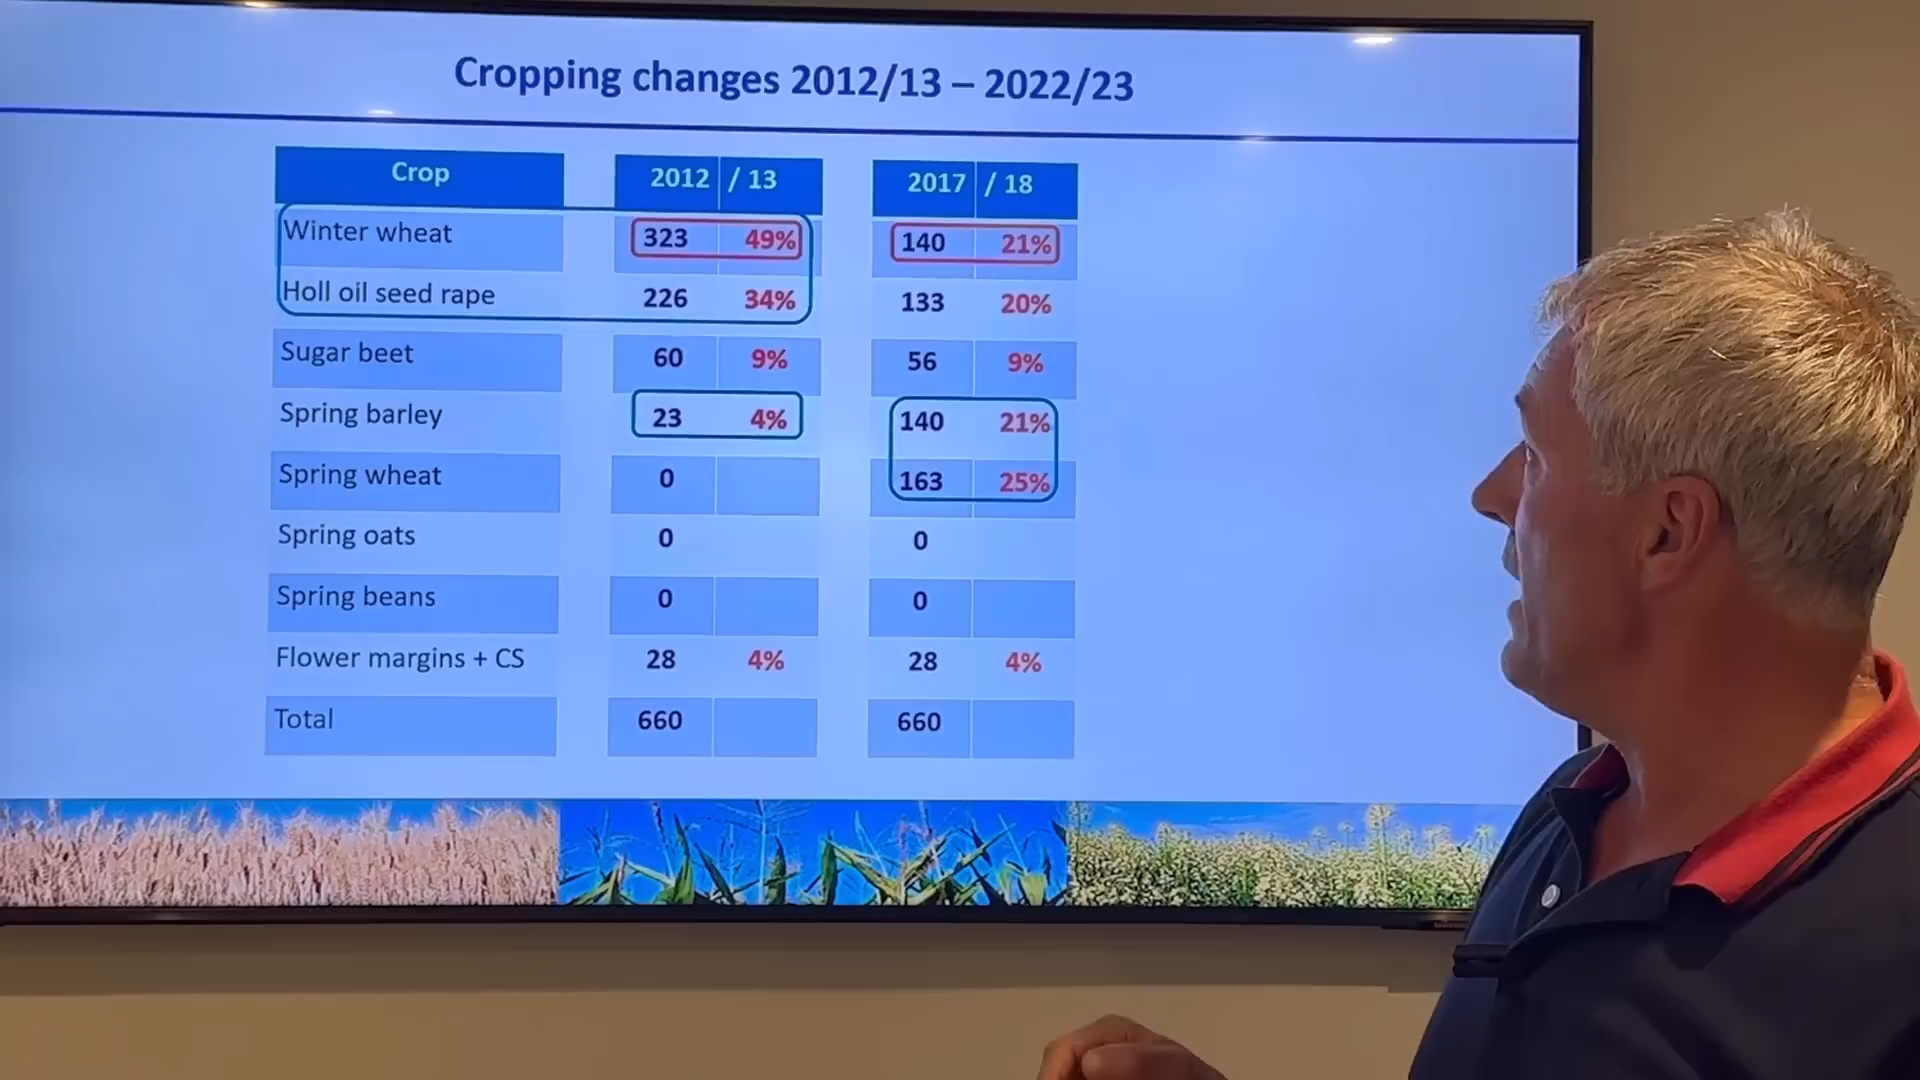 Cropping changes 2012/13 – 2022/23
Crop 2012 / 13 2017 / 18
Winter wheat 323 49% 140 21%
Holl oil seed rape 226 34% 133 20%
Sugar beet 60 9% 56 9%
Spring barley 23 4% 140 21%
Spring wheat 0 163 25%
Spring oats 0 0
Spring beans 0 0
Flower margins + CS 28 4% 28 4%
Total 660 660